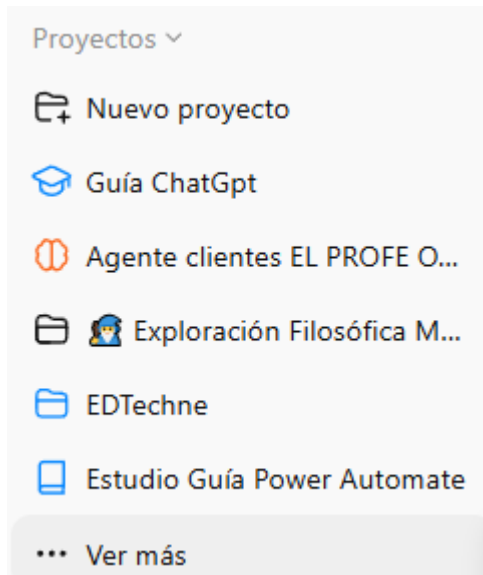 Proyectos
Nuevo proyecto
Guía ChatGpt
Agente clientes EL PROFE O...
Exploración Filosófica M...
EDTechne
Estudio Guía Power Automate
Ver más